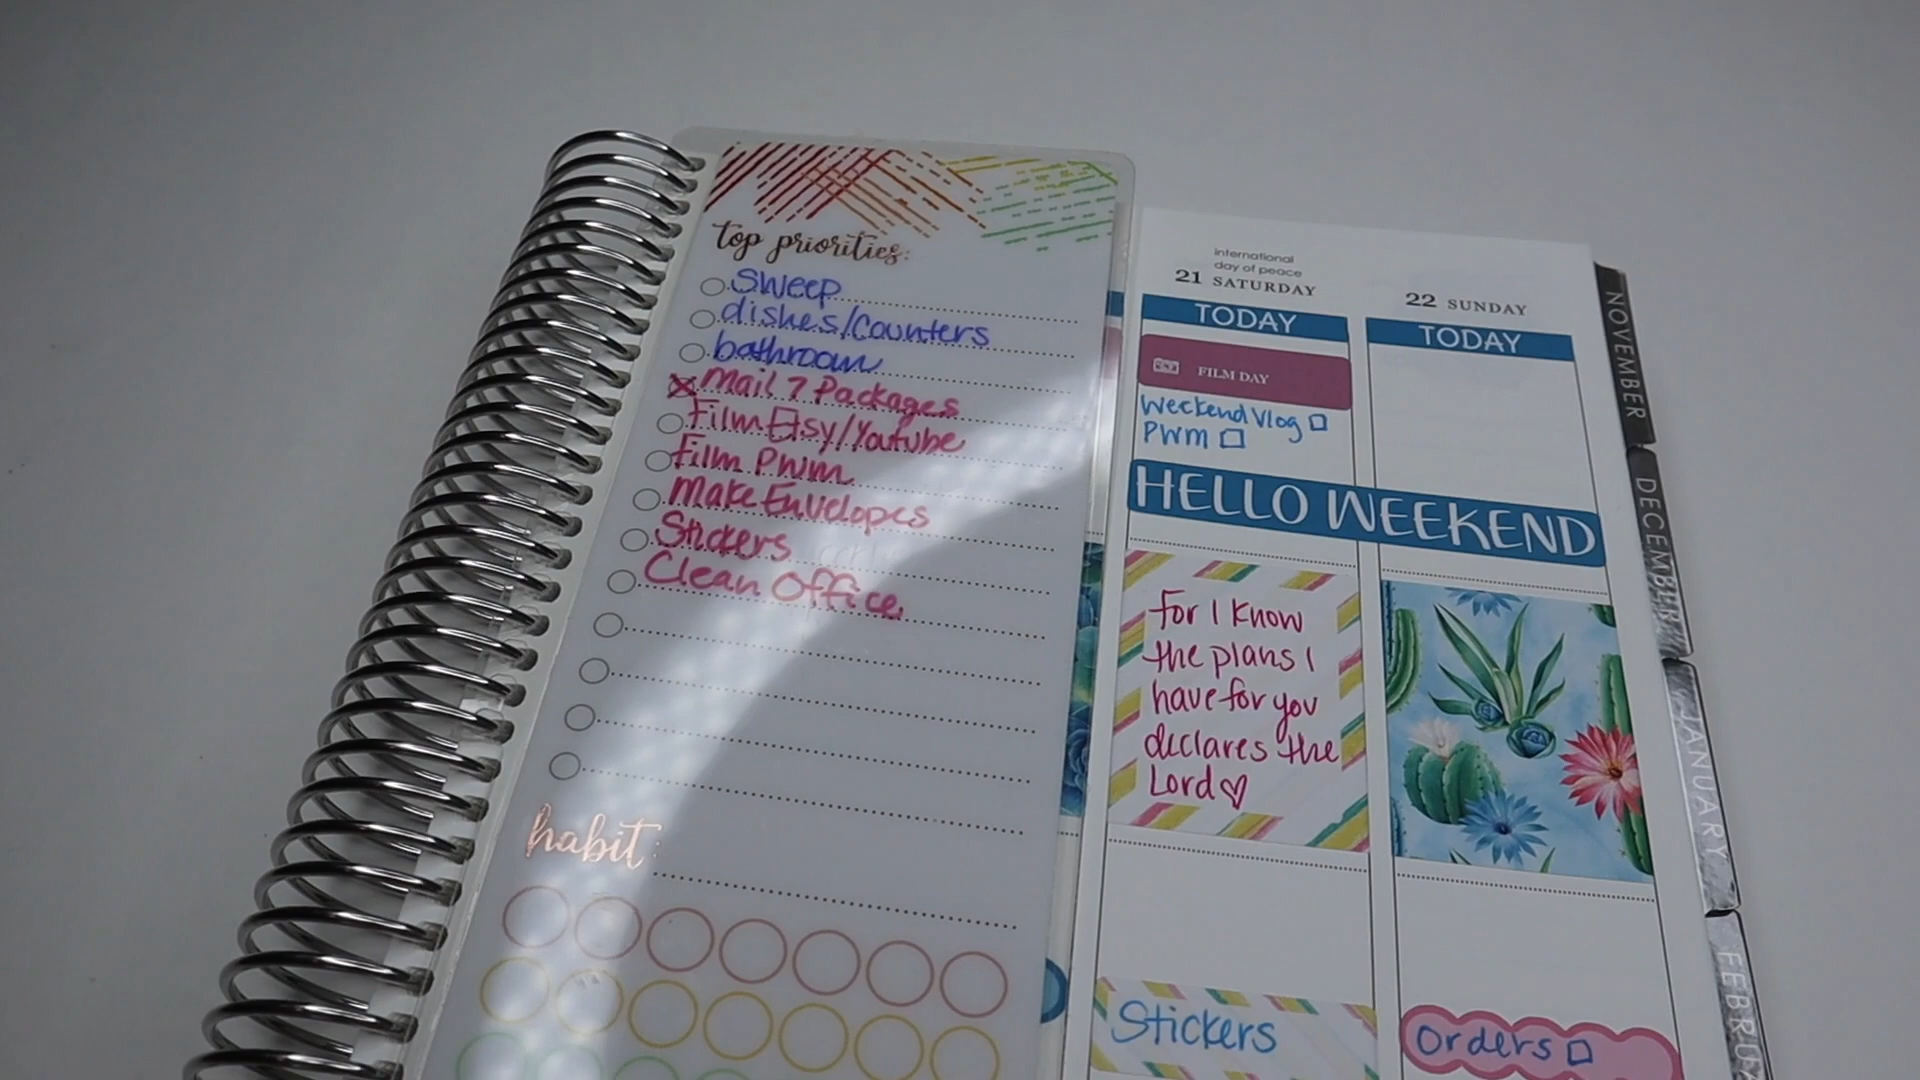 top priorities:
Sweep
dishes/Counters
bathroom
Mail 7 Packages
Film Etsy/Youtube
Film PWM
Make Envelopes
Stickers
Clean Office
habit:
international
day of peace
21 SATURDAY
TODAY
FILM DAY
Weekend Vlog
PWM
22 SUNDAY
TODAY
HELLO WEEKEND
For I Know
the plans I
have for you
declares the
Lord
Stickers
Orders
NOVEMBER
DECEMBER
JANUARY